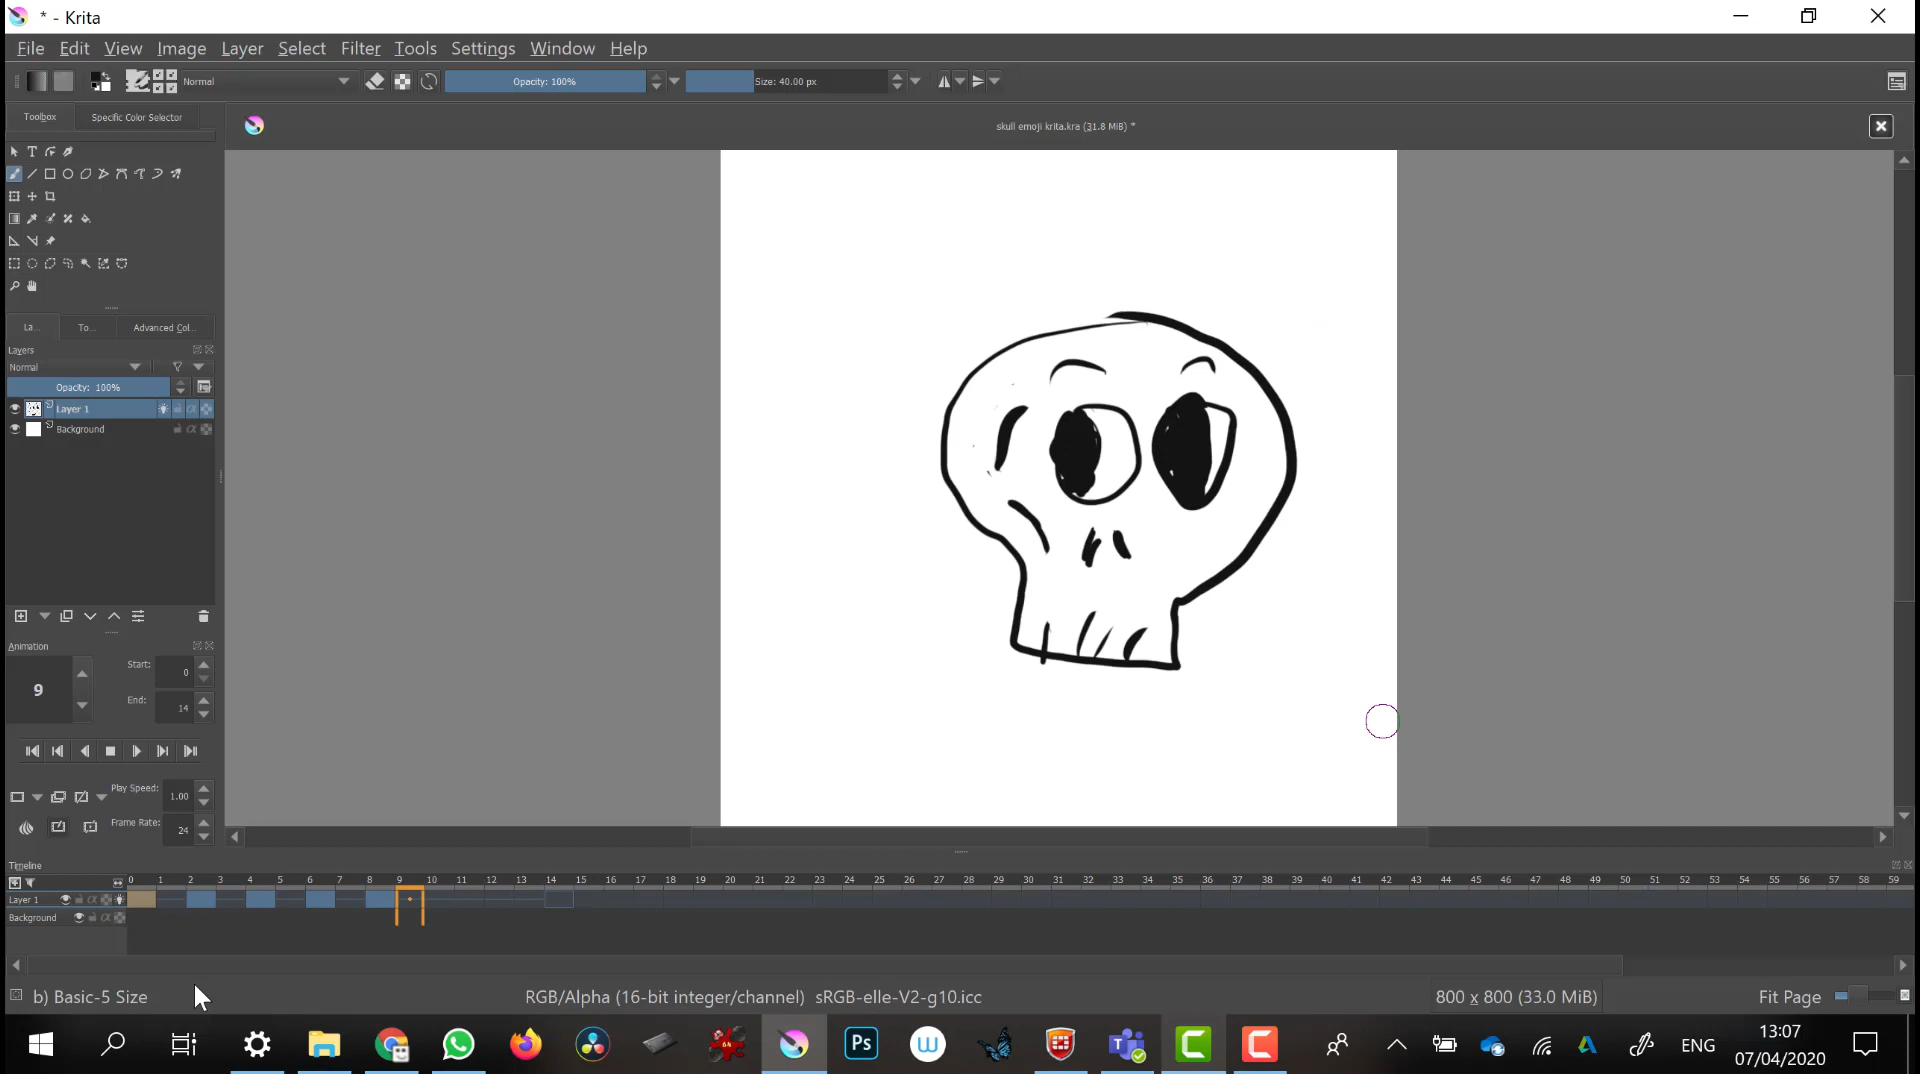 * - Krita
File Edit View Image Layer Select Filter Tools Settings Window Help
Normal Opacity: 100% Size: 40.00 px
Toolbox Specific Color Selector
skull emoji krita.kra (31.8 MiB) *
La... To... Advanced Col...
Layers
Normal
Opacity: 100%
Layer 1
Background
Animation
Start: 0
9
End: 14
Play Speed: 1.00
Frame Rate: 24
Timeline
0 1 2 3 4 5 6 7 8 9 10 11 12 13 14 15 16 17 18 19 20 21 22 23 24 25 26 27 28 29 30 31 32 33 34 35 36 37 38 39 40 41 42 43 44 45 46 47 48 49 50 51 52 53 54 55 56 57 58 59
Layer 1
Background
b) Basic-5 Size RGB/Alpha (16-bit integer/channel) sRGB-elle-V2-g10.icc 800 x 800 (33.0 MiB) Fit Page
Ps W ENG 13:07
07/04/2020